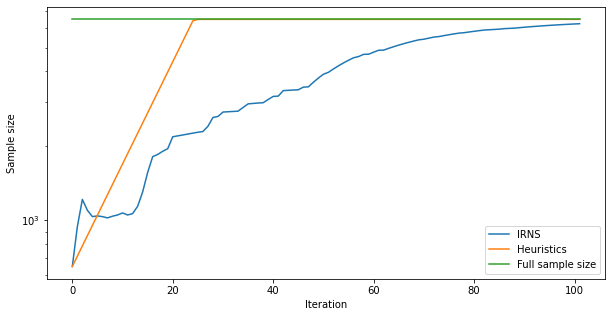 Sample size
10³
0 20 40 60 80 100
Iteration
IRNS
Heuristics
Full sample size